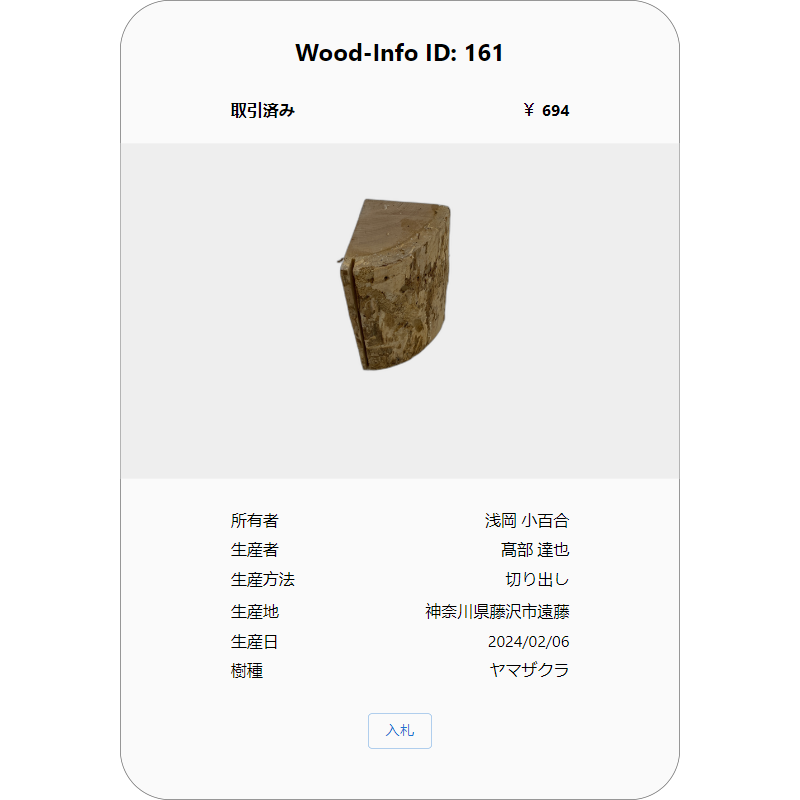 Wood-Info ID: 161
取引済み ￥ 694
所有者 浅岡 小百合
生産者 髙部 達也
生産方法 切り出し
生産地 神奈川県藤沢市遠藤
生産日 2024/02/06
樹種 ヤマザクラ
入札